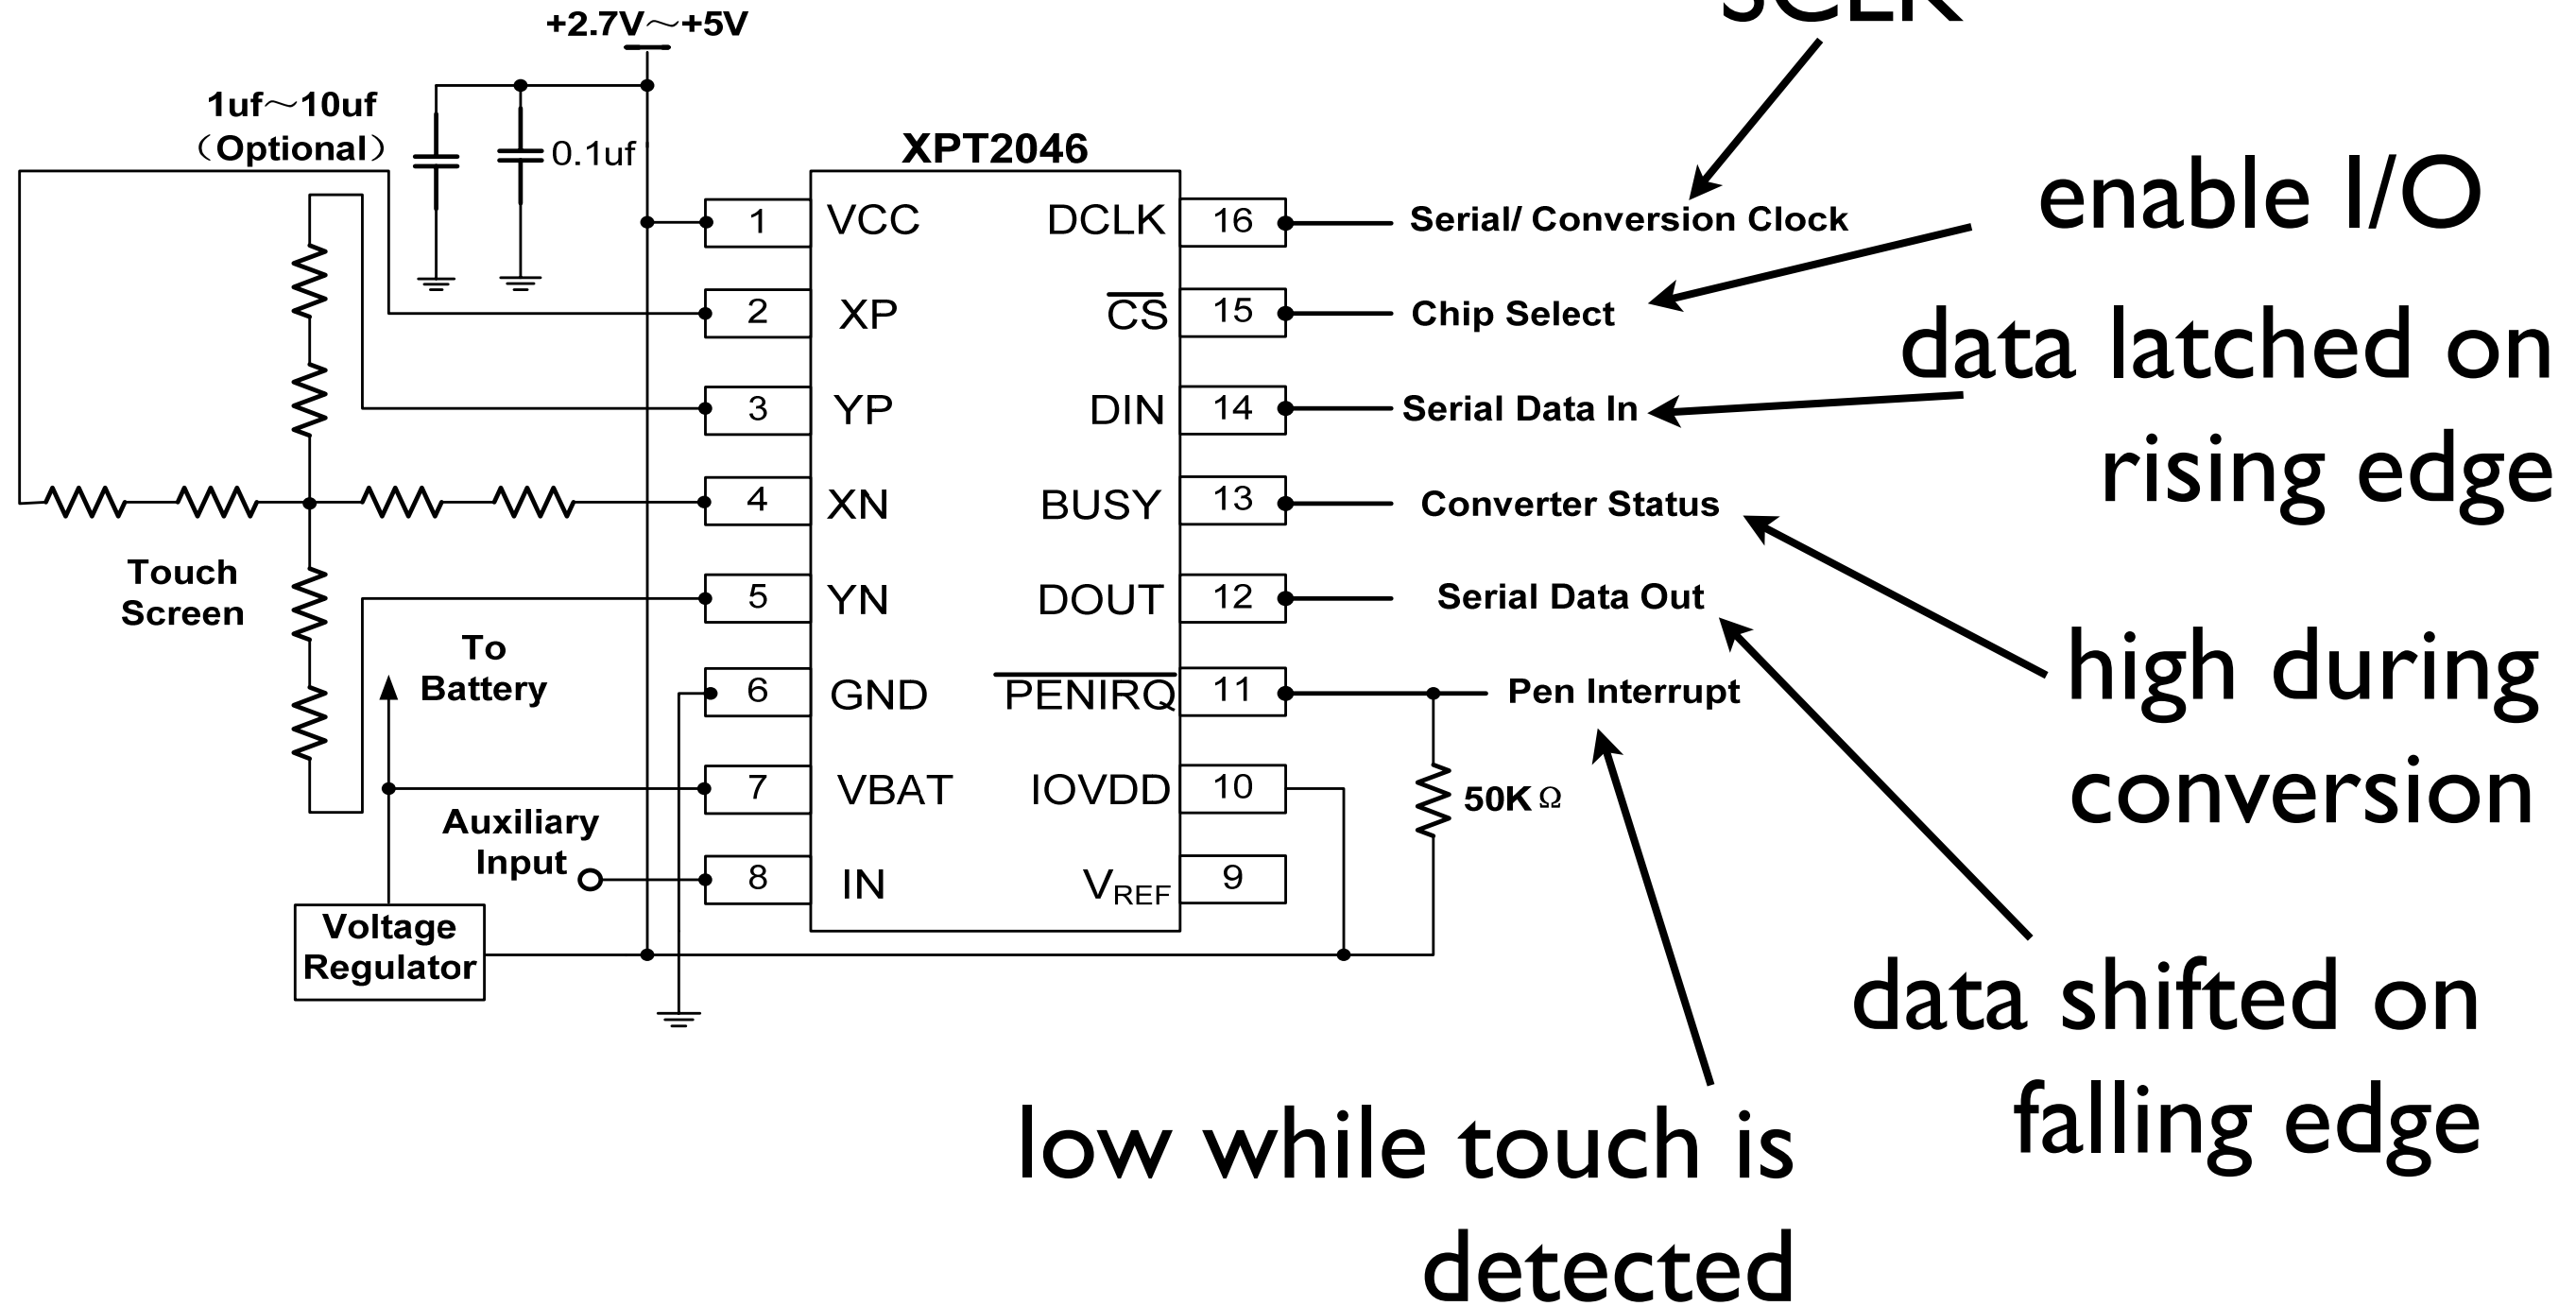 +2.7V～+5V
SCLK
1uf～10uf
（Optional）
0.1uf
XPT2046
1 VCC DCLK 16 Serial/ Conversion Clock
enable I/O
2 XP CS 15 Chip Select
data latched on
rising edge
3 YP DIN 14 Serial Data In
4 XN BUSY 13 Converter Status
Touch
Screen
5 YN DOUT 12 Serial Data Out
high during
conversion
To
Battery
6 GND PENIRQ 11 Pen Interrupt
7 VBAT IOVDD 10
50KΩ
Auxiliary
Input
8 IN VREF 9
Voltage
Regulator
data shifted on
falling edge
low while touch is
detected